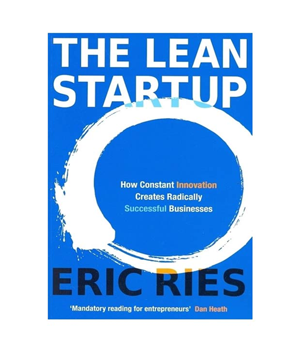 THE LEAN
STARTUP
How Constant Innovation
Creates Radically
Successful Businesses
ERIC RIES
'Mandatory reading for entrepreneurs' Dan Heath